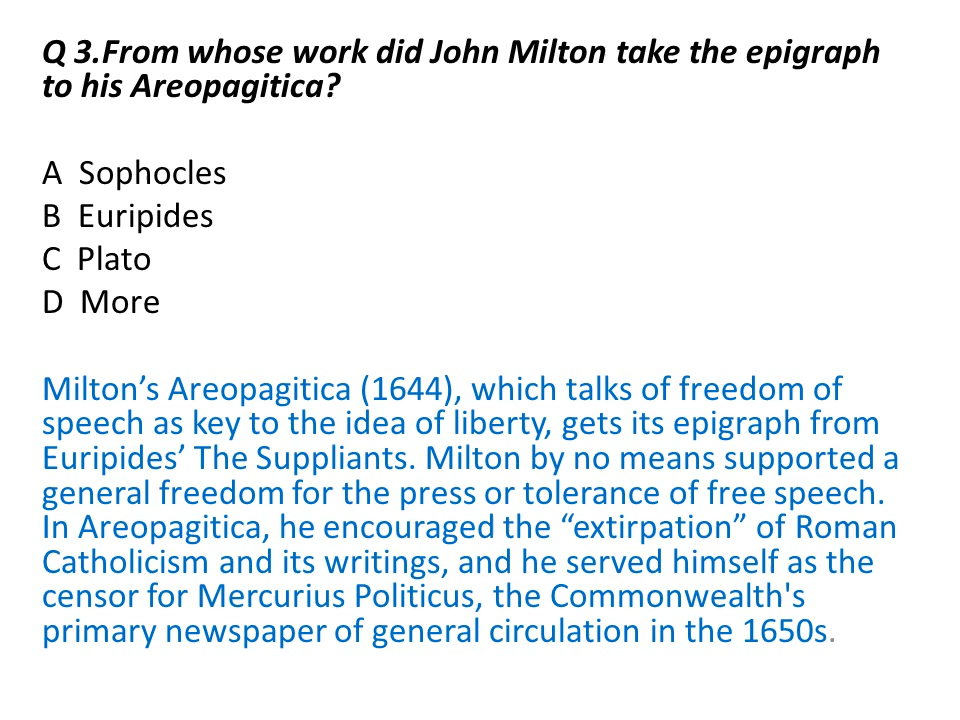 Q 3.From whose work did John Milton take the epigraph
to his Areopagitica?
A Sophocles
B Euripides
C Plato
D More
Milton’s Areopagitica (1644), which talks of freedom of
speech as key to the idea of liberty, gets its epigraph from
Euripides’ The Suppliants. Milton by no means supported a
general freedom for the press or tolerance of free speech.
In Areopagitica, he encouraged the “extirpation” of Roman
Catholicism and its writings, and he served himself as the
censor for Mercurius Politicus, the Commonwealth's
primary newspaper of general circulation in the 1650s.